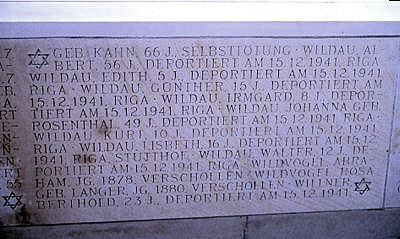 7 GEB. KAHN, 66 J., SELBSTTÖTUNG · WILDAU, AL
BERT, 56 J., DEPORTIERT AM 15.12.1941, RIGA
WILDAU, EDITH, 5 J., DEPORTIERT AM 15.12.1941,
RIGA · WILDAU, GÜNTHER, 15 J., DEPORTIERT AM
15.12.1941, RIGA · WILDAU, IRMGARD, 8 J., DEPOR-
TIERT AM 15.12.1941, RIGA · WILDAU, JOHANNA GEB.
ROSENTHAL, 49 J., DEPORTIERT AM 15.12.1941, RIGA ·
WILDAU, KURT, 10 J., DEPORTIERT AM 15.12.1941,
RIGA · WILDAU, LISBETH, 16 J., DEPORTIERT AM 15.12.
1941, RIGA, STUTTHOF · WILDAU, WALTER, 12 J., DE-
PORTIERT AM 15.12.1941, RIGA · WILDVOGEL, ABRA-
HAM, JG. 1878, VERSCHOLLEN · WILDVOGEL, ROSA
GEB. LANGER, JG. 1880, VERSCHOLLEN · WILLNER,
BERTHOLD, 23 J., DEPORTIERT AM 15.12.1941,